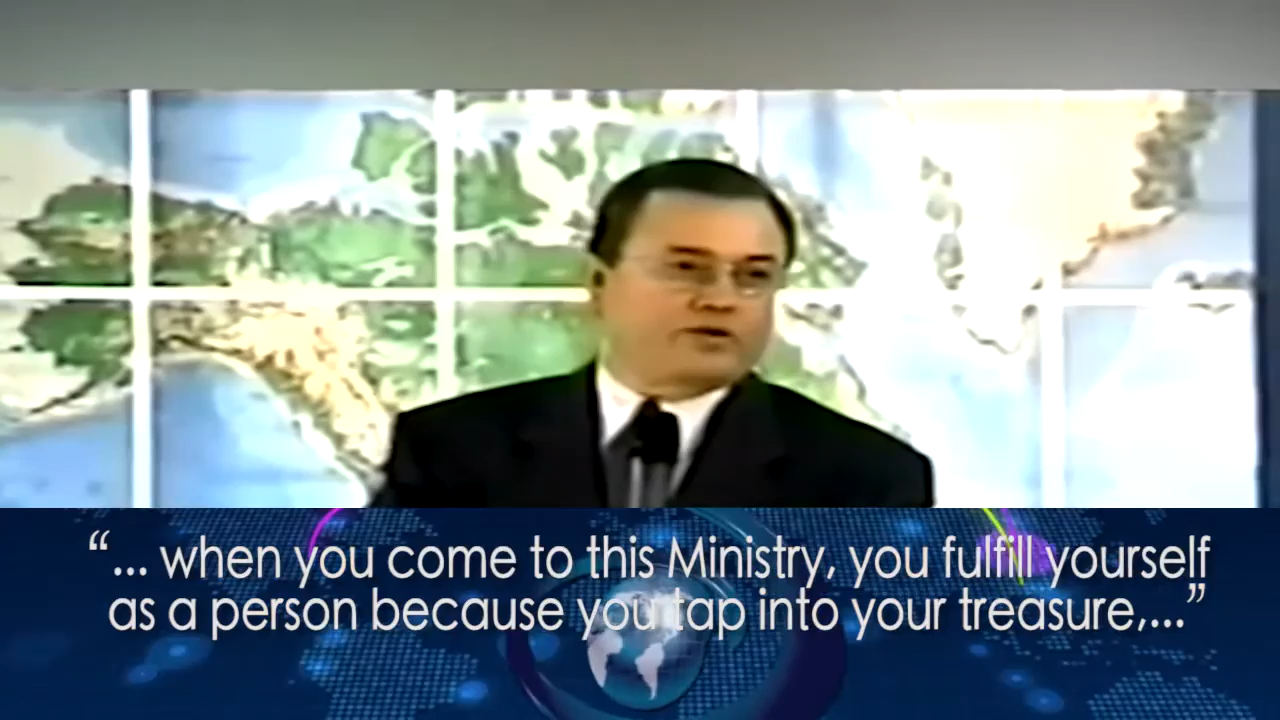 “... when you come to this Ministry, you fulfill yourself
as a person because you tap into your treasure,...”